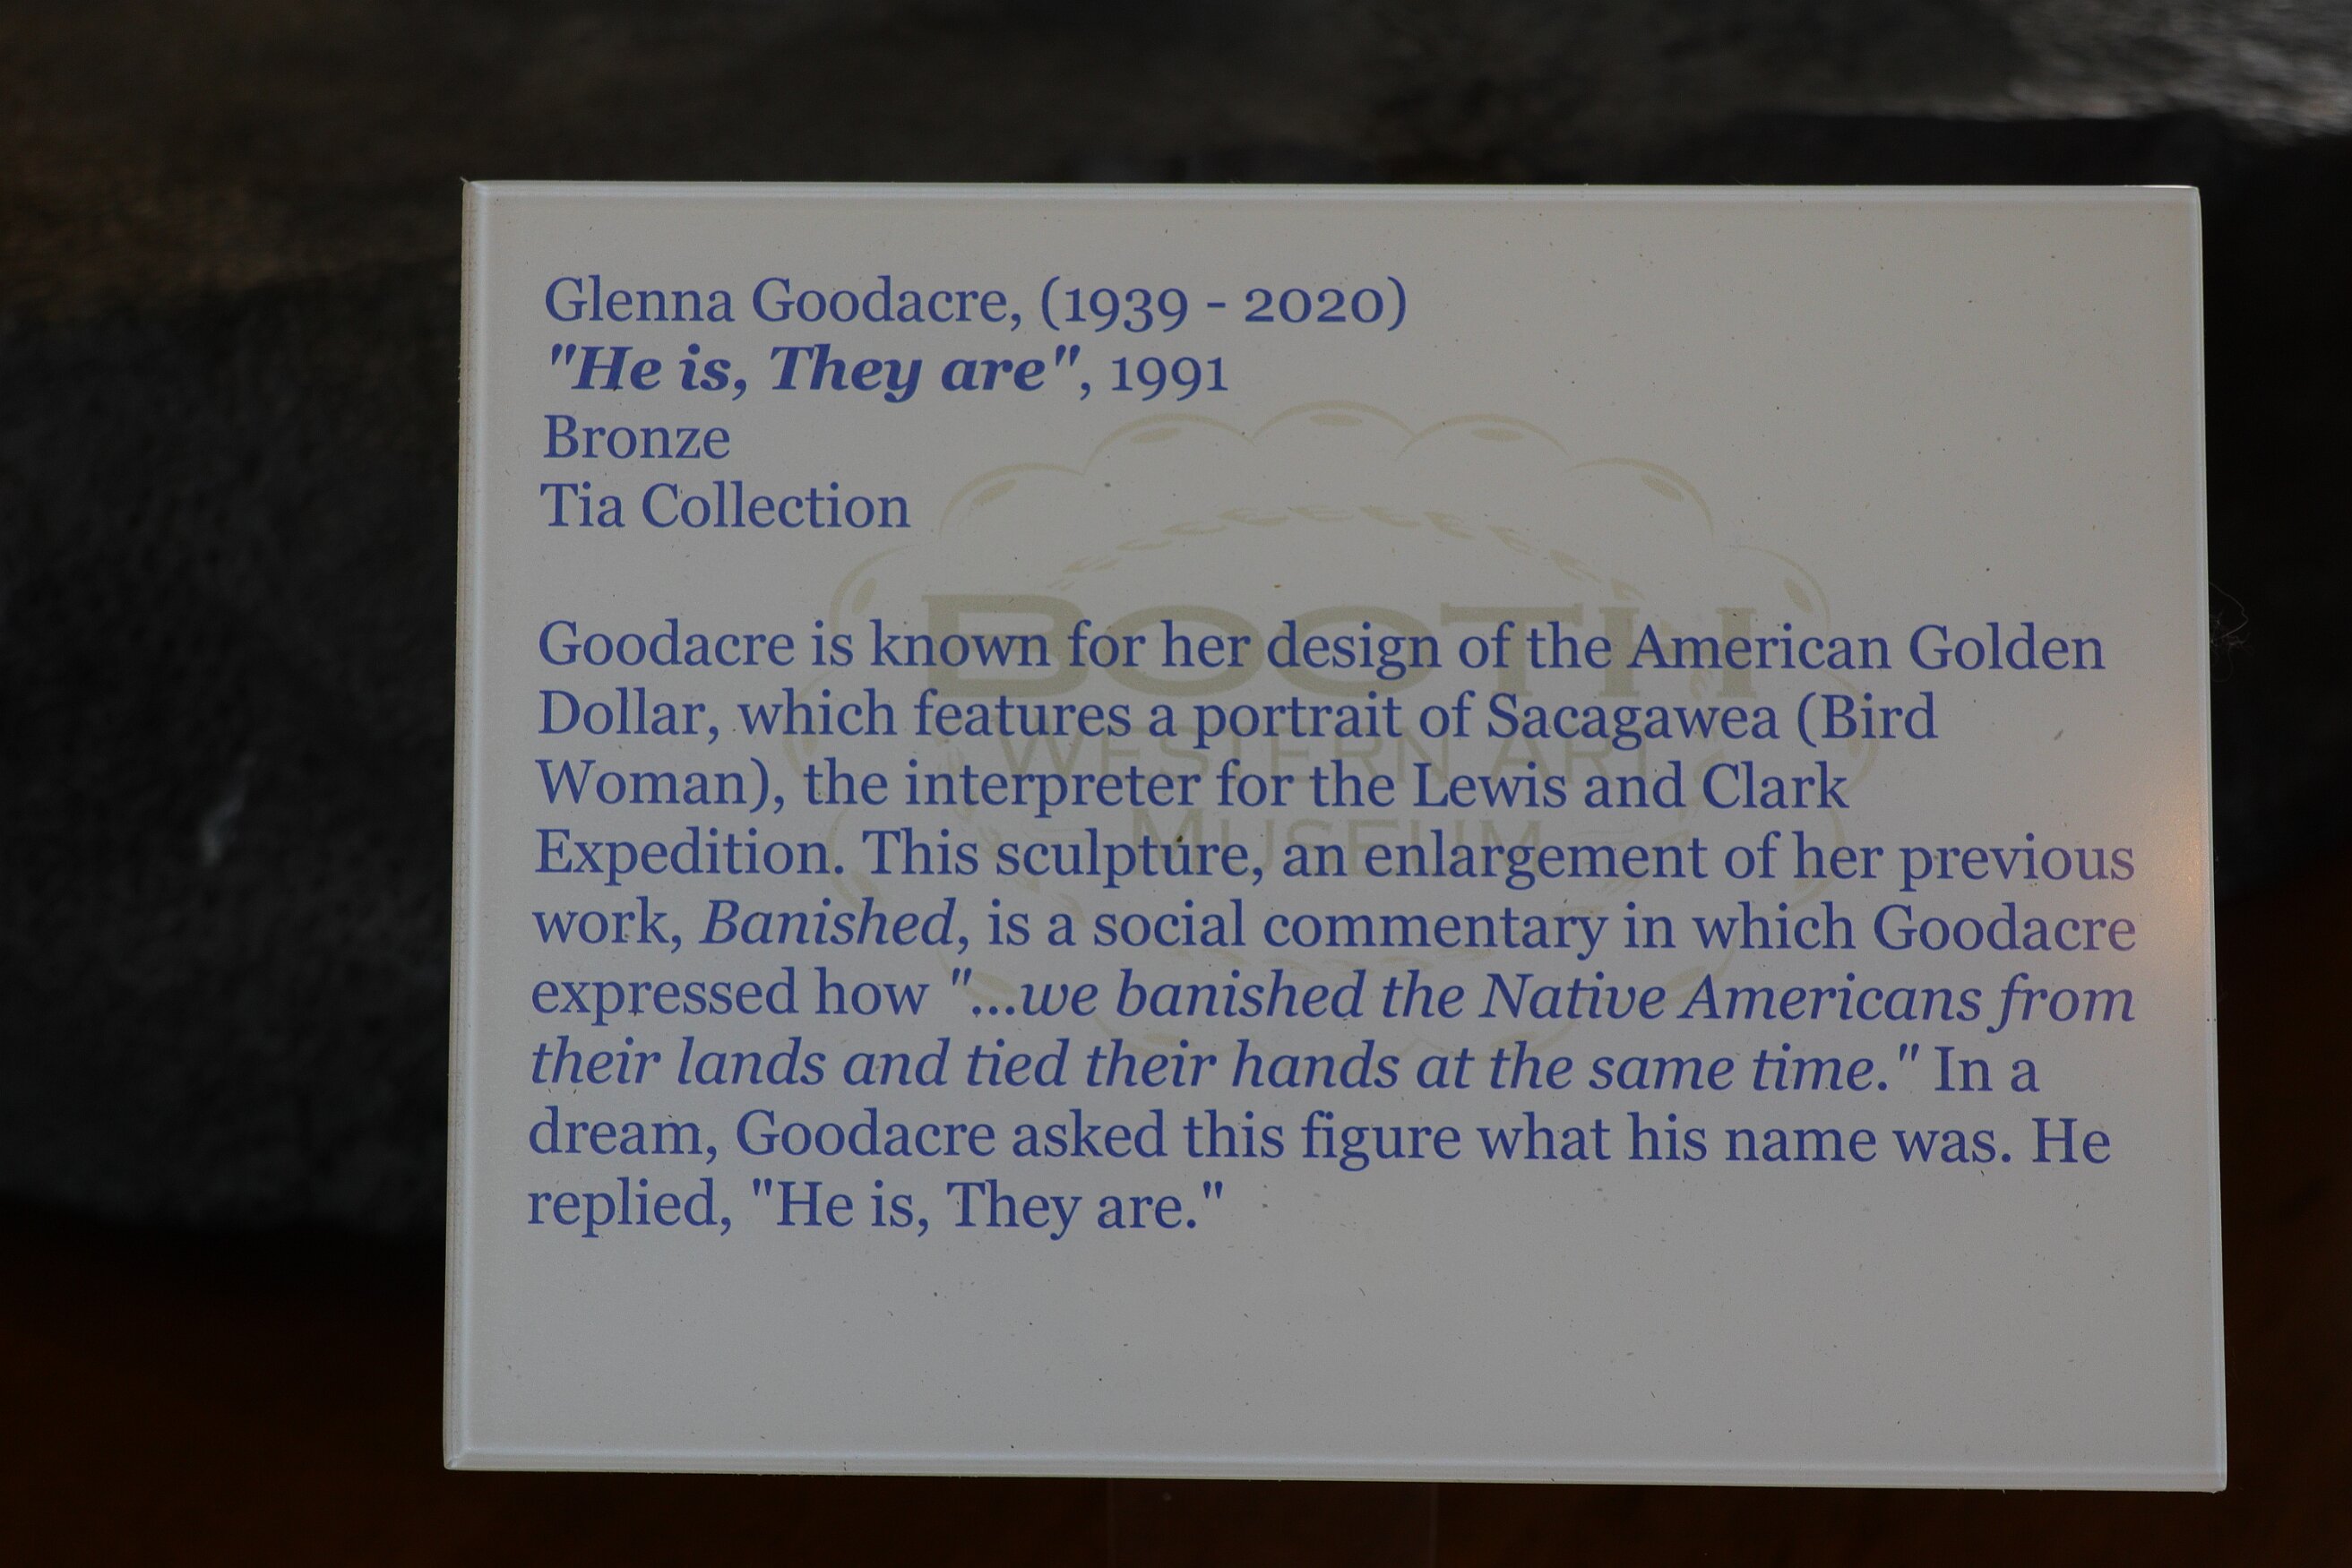 Glenna Goodacre, (1939 - 2020)
"He is, They are", 1991
Bronze
Tia Collection
Goodacre is known for her design of the American Golden
Dollar, which features a portrait of Sacagawea (Bird
Woman), the interpreter for the Lewis and Clark
Expedition. This sculpture, an enlargement of her previous
work, Banished, is a social commentary in which Goodacre
expressed how "...we banished the Native Americans from
their lands and tied their hands at the same time." In a
dream, Goodacre asked this figure what his name was. He
replied, "He is, They are."
BOOTH
WESTERN ART
MUSEUM